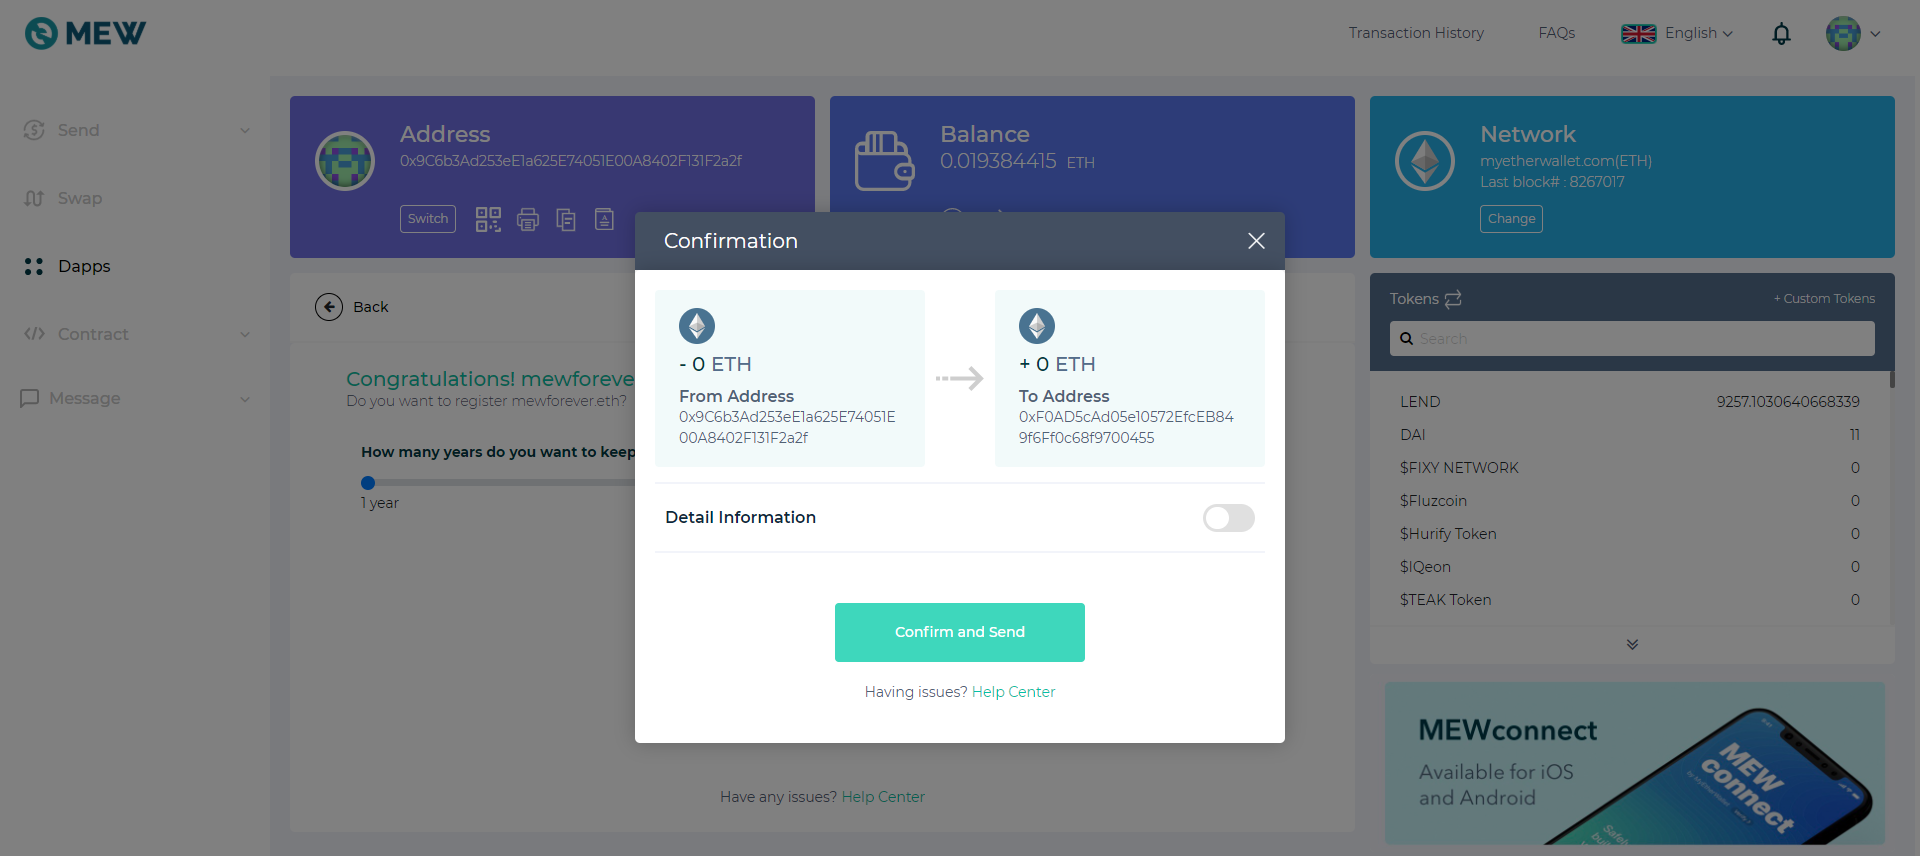 MEW
Transaction History
FAQs
English
Send
Swap
Dapps
Contract
Message
Address
0x9C6b3Ad253eE1a625E74051E00A8402F131F2a2f
Switch
Balance
0.019384415 ETH
Network
myetherwallet.com(ETH)
Last block# : 8267017
Change
Back
Congratulations! mewforeve
Do you want to register mewforever.eth?
How many years do you want to keep
1 year
Have any issues? Help Center
Confirmation
- 0 ETH
From Address
0x9C6b3Ad253eE1a625E74051E
00A8402F131F2a2f
+ 0 ETH
To Address
0xF0AD5cAd05e10572EfcEB84
9f6Ff0c68f9700455
Detail Information
Confirm and Send
Having issues? Help Center
Tokens
+ Custom Tokens
Search
LEND 9257.1030640668339
DAI 11
$FIXY NETWORK 0
$Fluzcoin 0
$Hurify Token 0
$IQeon 0
$TEAK Token 0
MEWconnect
Available for iOS
and Android
MEW
connect